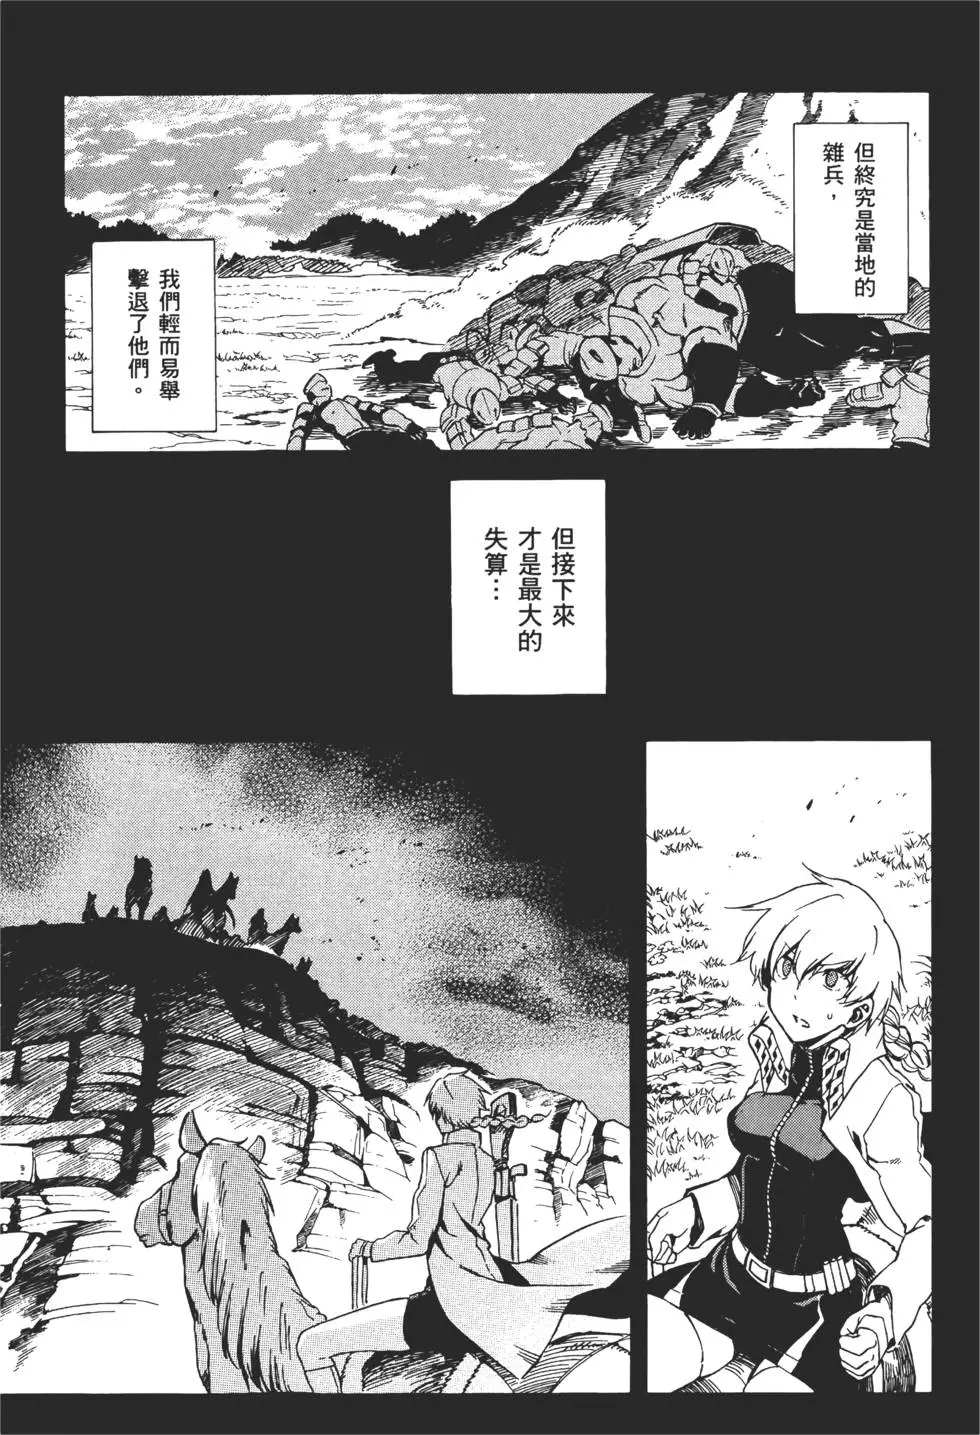 但終究是當地的
雜兵，
我們輕而易舉
擊退了他們。
但接下來
才是最大的
失算…